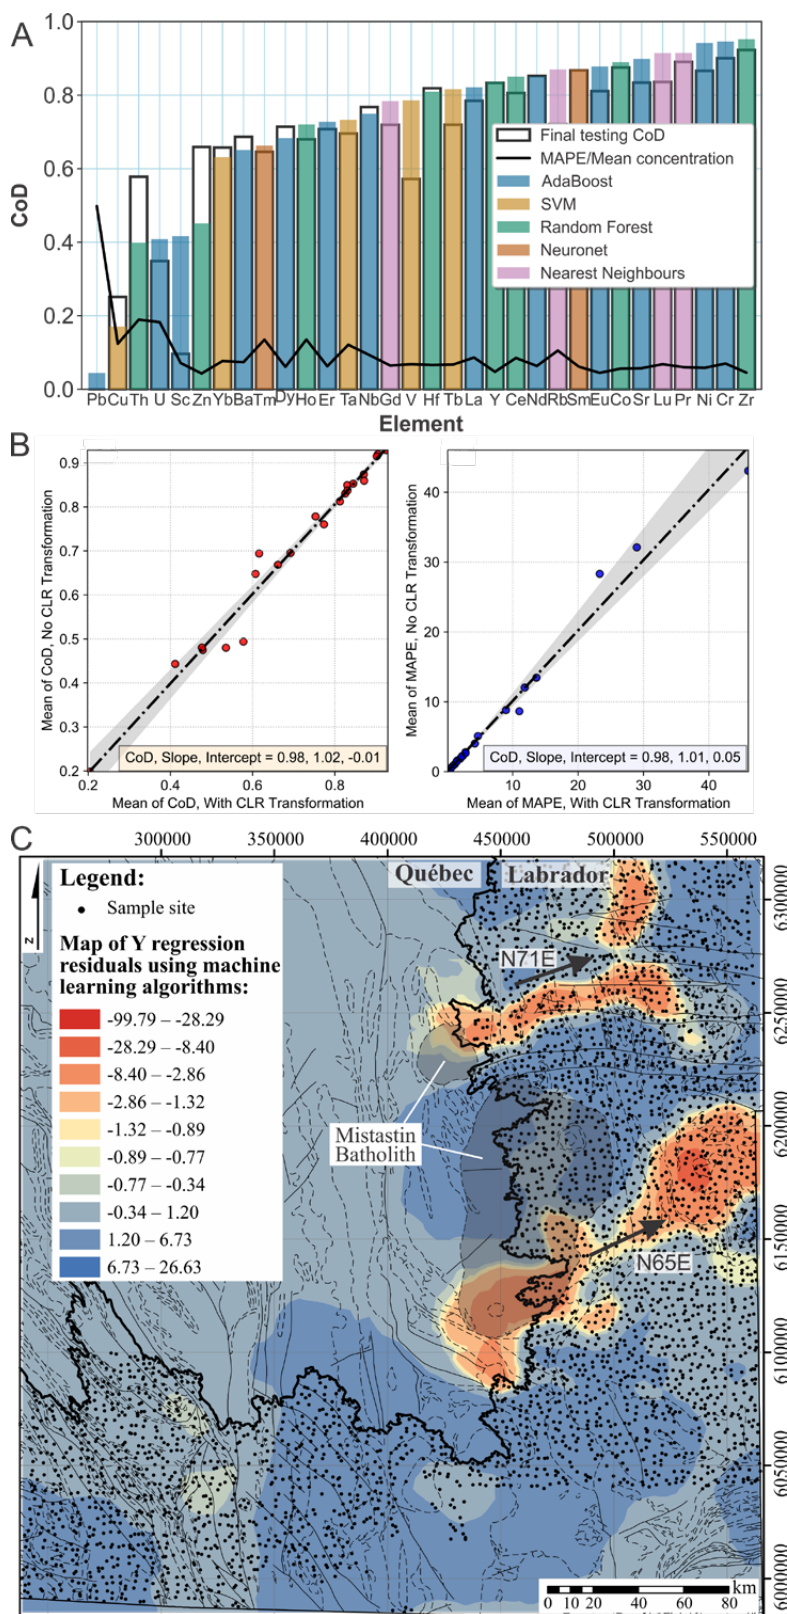 A
1.0
0.8
0.6
0.4
0.2
0.0
CoD
Final testing CoD
MAPE/Mean concentration
AdaBoost
SVM
Random Forest
Neuronet
Nearest Neighbours
Pb Cu Th U Sc Zn Yb Ba Tm Dy Ho Er Ta Nb Gd V Hf Tb La Y Ce Nd Rb Sm Eu Co Sr Lu Pr Ni Cr Zr
Element
B
Mean of CoD, No CLR Transformation
0.9
0.8
0.7
0.6
0.5
0.4
0.3
0.2
CoD, Slope, Intercept = 0.98, 1.02, -0.01
0.2 0.4 0.6 0.8
Mean of CoD, With CLR Transformation
Mean of MAPE, No CLR Transformation
40
30
20
10
0
CoD, Slope, Intercept = 0.98, 1.01, 0.05
10 20 30 40
Mean of MAPE, With CLR Transformation
C
300000 350000 400000 450000 500000 550000
Québec Labrador
Legend:
Sample site
Map of Y regression
residuals using machine
learning algorithms:
-99.79 – -28.29
-28.29 – -8.40
-8.40 – -2.86
-2.86 – -1.32
-1.32 – -0.89
-0.89 – -0.77
-0.77 – -0.34
-0.34 – 1.20
1.20 – 6.73
6.73 – 26.63
N
N71E
Mistastin
Batholith
N65E
6300000
6250000
6200000
6150000
6100000
6050000
6000000
km
0 10 20 40 60 80